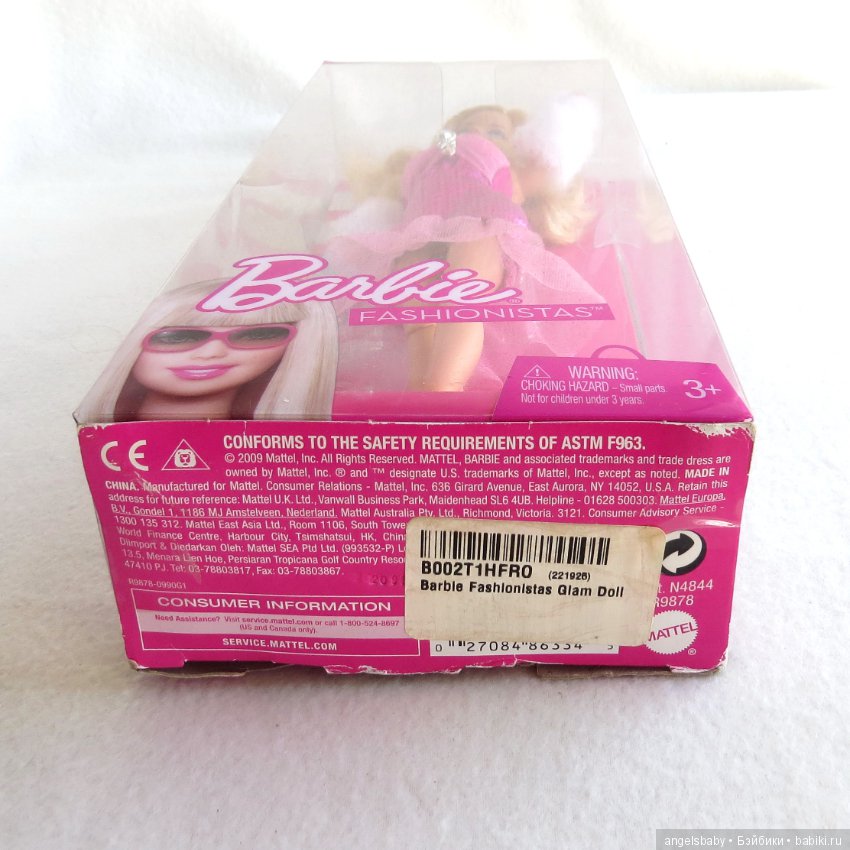 Barbie®
FASHIONISTAS™
WARNING:
CHOKING HAZARD – Small parts.
Not for children under 3 years.
3+
CE
CONFORMS TO THE SAFETY REQUIREMENTS OF ASTM F963.
© 2009 Mattel, Inc. All Rights Reserved. MATTEL, BARBIE and associated trademarks and trade dress are
owned by Mattel, Inc. ® and ™ designate U.S. trademarks of Mattel, Inc., except as noted. MADE IN
CHINA. Manufactured for Mattel. Consumer Relations - Mattel, Inc. 636 Girard Avenue, East Aurora, NY 14052, U.S.A. Retain this
address for future reference: Mattel U.K. Ltd., Vanwall Business Park, Maidenhead SL6 4UB. Helpline - 01628 500303. Mattel Europa,
B.V., Gondel 1, 1186 MJ Amstelveen, Nederland. Mattel Australia Pty. Ltd., Richmond, Victoria. 3121. Consumer Advisory Service -
1300 135 312. Mattel East Asia Ltd., Room 1106, South Tower
World Finance Centre, Harbour City, Tsimshatsui, HK, China
Diimport & Diedarkan Oleh: Mattel SEA Ptd Ltd. (993532-P)
13.5, Menara Lien Hoe, Persiaran Tropicana Golf Country
47410 PJ. Tel: 03-78803817, Fax: 03-78803867.
R9878-0990G1
CONSUMER INFORMATION
Need Assistance? Visit service.mattel.com or call 1-800-524-8697
(US and Canada only).
SERVICE.MATTEL.COM
B002T1HFRO (221926)
Barbie Fashionistas Glam Doll
0 27084 86334 5
N4844
R9878
MATTEL®
angelsbaby • Бэйбики • babiki.ru